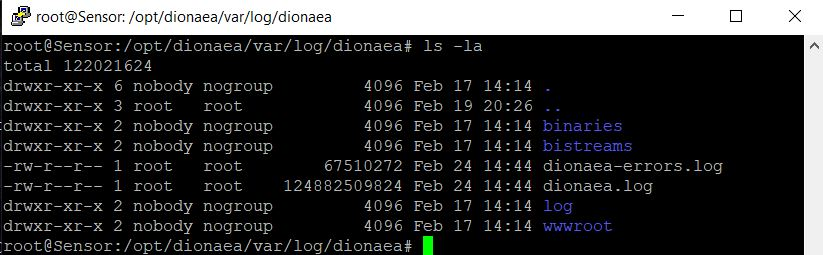 root@Sensor: /opt/dionaea/var/log/dionaea
root@Sensor:/opt/dionaea/var/log/dionaea# ls -la
total 122021624
drwxr-xr-x 6 nobody nogroup         4096 Feb 17 14:14 .
drwxr-xr-x 3 root   root            4096 Feb 19 20:26 ..
drwxr-xr-x 2 nobody nogroup         4096 Feb 17 14:14 binaries
drwxr-xr-x 2 nobody nogroup         4096 Feb 17 14:14 bistreams
-rw-r--r-- 1 root   root        67510272 Feb 24 14:44 dionaea-errors.log
-rw-r--r-- 1 root   root    124882509824 Feb 24 14:44 dionaea.log
drwxr-xr-x 2 nobody nogroup         4096 Feb 17 14:14 log
drwxr-xr-x 2 nobody nogroup         4096 Feb 17 14:14 wwwroot
root@Sensor:/opt/dionaea/var/log/dionaea#